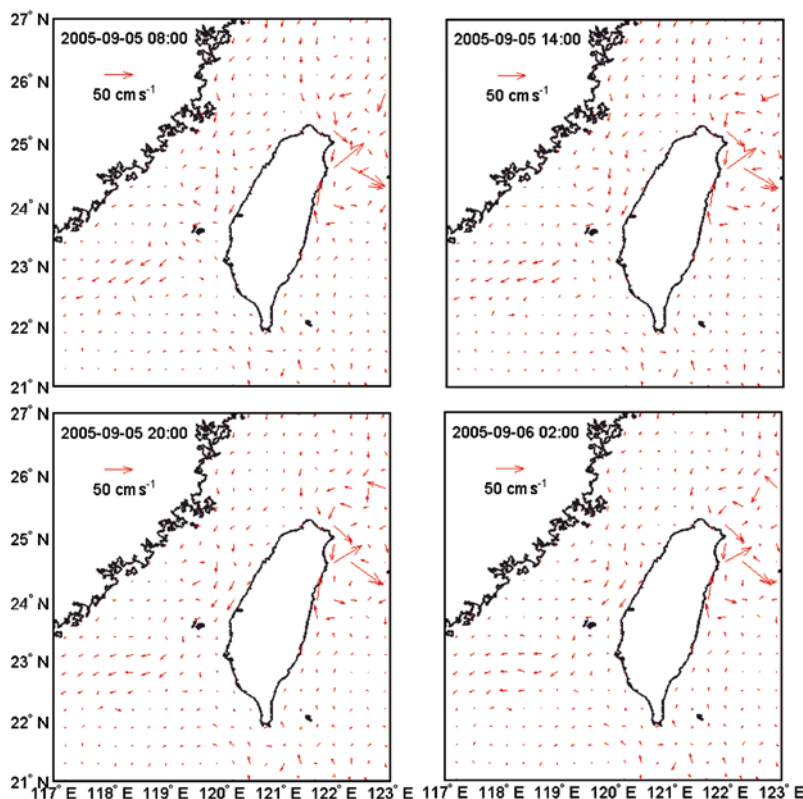 27° N
2005-09-05 08:00
2005-09-05 14:00
26° N
50 cm s⁻¹
50 cm s⁻¹
25° N
24° N
23° N
22° N
21° N
27° N
2005-09-05 20:00
2005-09-06 02:00
26° N
50 cm s⁻¹
50 cm s⁻¹
25° N
24° N
23° N
22° N
21° N
117° E 118° E 119° E 120° E 121° E 122° E 123° E
117° E 118° E 119° E 120° E 121° E 122° E 123° E